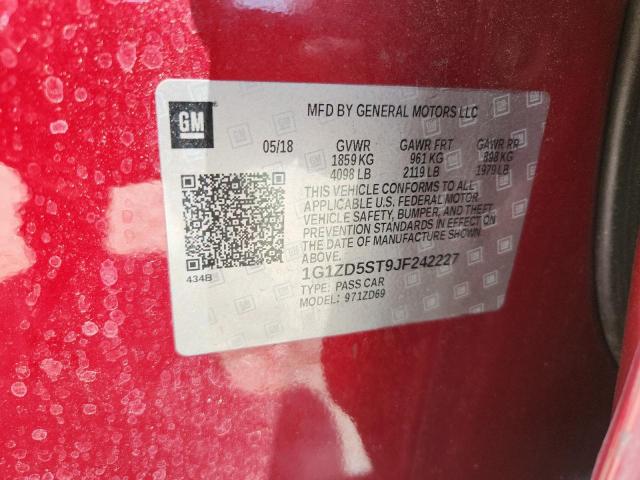 GM
MFD BY GENERAL MOTORS LLC
05/18 GVWR GAWR FRT GAWR RR
1859 KG 961 KG 898 KG
4098 LB 2119 LB 1979 LB
THIS VEHICLE CONFORMS TO ALL
APPLICABLE U.S. FEDERAL MOTOR
VEHICLE SAFETY, BUMPER, AND THEFT
PREVENTION STANDARDS IN EFFECT ON
THE DATE OF MANUFACTURE SHOWN
ABOVE.
434B
1G1ZD5ST9JF242227
TYPE: PASS CAR
MODEL: 971ZD69